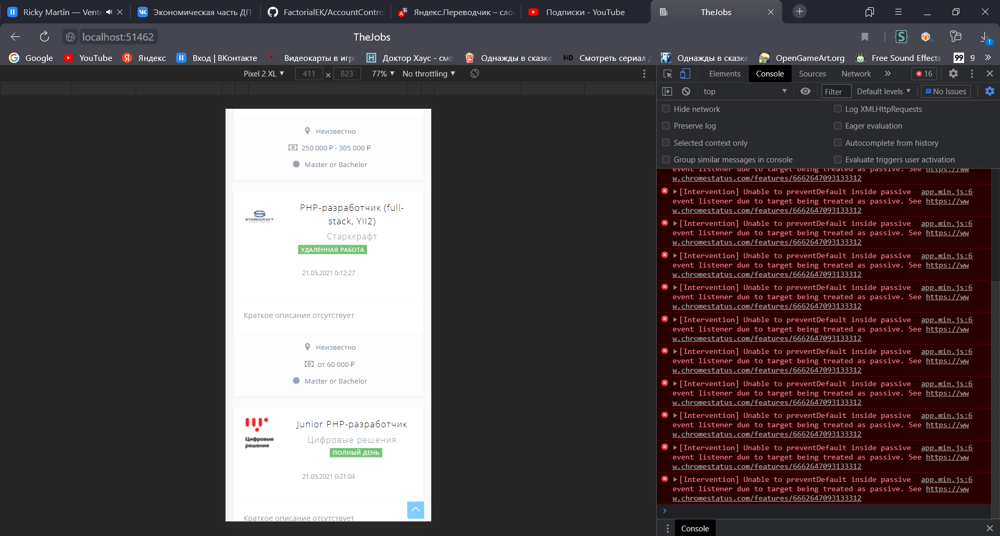 Ricky Martin — Vente
Экономическая часть ДП
FactorialEK/AccountContro
Яндекс.Переводчик – слов
Подписки - YouTube
TheJobs
localhost:51462
TheJobs
Google
YouTube
Яндекс
Вход | ВКонтакте
Видеокарты в игра
Доктор Хаус - смо
Однажды в сказке
Смотреть сериал
Однажды в сказке
OpenGameArt.org
Free Sound Effects
99 9
Pixel 2 XL ▼ 411 × 823 77% ▼ No throttling ▼
Elements Console Sources Network » 16
top ▼ Filter Default levels ▼ No Issues
Hide network
Log XMLHttpRequests
Preserve log
Eager evaluation
Selected context only
Autocomplete from history
Group similar messages in console
Evaluate triggers user activation
Неизвестно
250 000 ₽ - 305 000 ₽
Master or Bachelor
STARKKRAFT
PHP-разработчик (full-
stack, YII2)
Старккрафт
УДАЛЕННАЯ РАБОТА
21.05.2021 0:12:27
Краткое описание отсутствует
Неизвестно
от 60 000 ₽
Master or Bachelor
Цифровые
решения
Junior PHP-разработчик
Цифровые решения
ПОЛНЫЙ ДЕНЬ
21.05.2021 0:21:04
Краткое описание отсутствует
event listener due to target being treated as passive. See https://ww
w.chromestatus.com/features/6662647093133312
[Intervention] Unable to preventDefault inside passive app.min.js:6
event listener due to target being treated as passive. See https://ww
w.chromestatus.com/features/6662647093133312
[Intervention] Unable to preventDefault inside passive app.min.js:6
event listener due to target being treated as passive. See https://ww
w.chromestatus.com/features/6662647093133312
[Intervention] Unable to preventDefault inside passive app.min.js:6
event listener due to target being treated as passive. See https://ww
w.chromestatus.com/features/6662647093133312
[Intervention] Unable to preventDefault inside passive app.min.js:6
event listener due to target being treated as passive. See https://ww
w.chromestatus.com/features/6662647093133312
[Intervention] Unable to preventDefault inside passive app.min.js:6
event listener due to target being treated as passive. See https://ww
w.chromestatus.com/features/6662647093133312
[Intervention] Unable to preventDefault inside passive app.min.js:6
event listener due to target being treated as passive. See https://ww
w.chromestatus.com/features/6662647093133312
[Intervention] Unable to preventDefault inside passive app.min.js:6
event listener due to target being treated as passive. See https://ww
w.chromestatus.com/features/6662647093133312
[Intervention] Unable to preventDefault inside passive app.min.js:6
event listener due to target being treated as passive. See https://ww
w.chromestatus.com/features/6662647093133312
[Intervention] Unable to preventDefault inside passive app.min.js:6
event listener due to target being treated as passive. See https://ww
w.chromestatus.com/features/6662647093133312
[Intervention] Unable to preventDefault inside passive app.min.js:6
event listener due to target being treated as passive. See https://ww
w.chromestatus.com/features/6662647093133312
Console